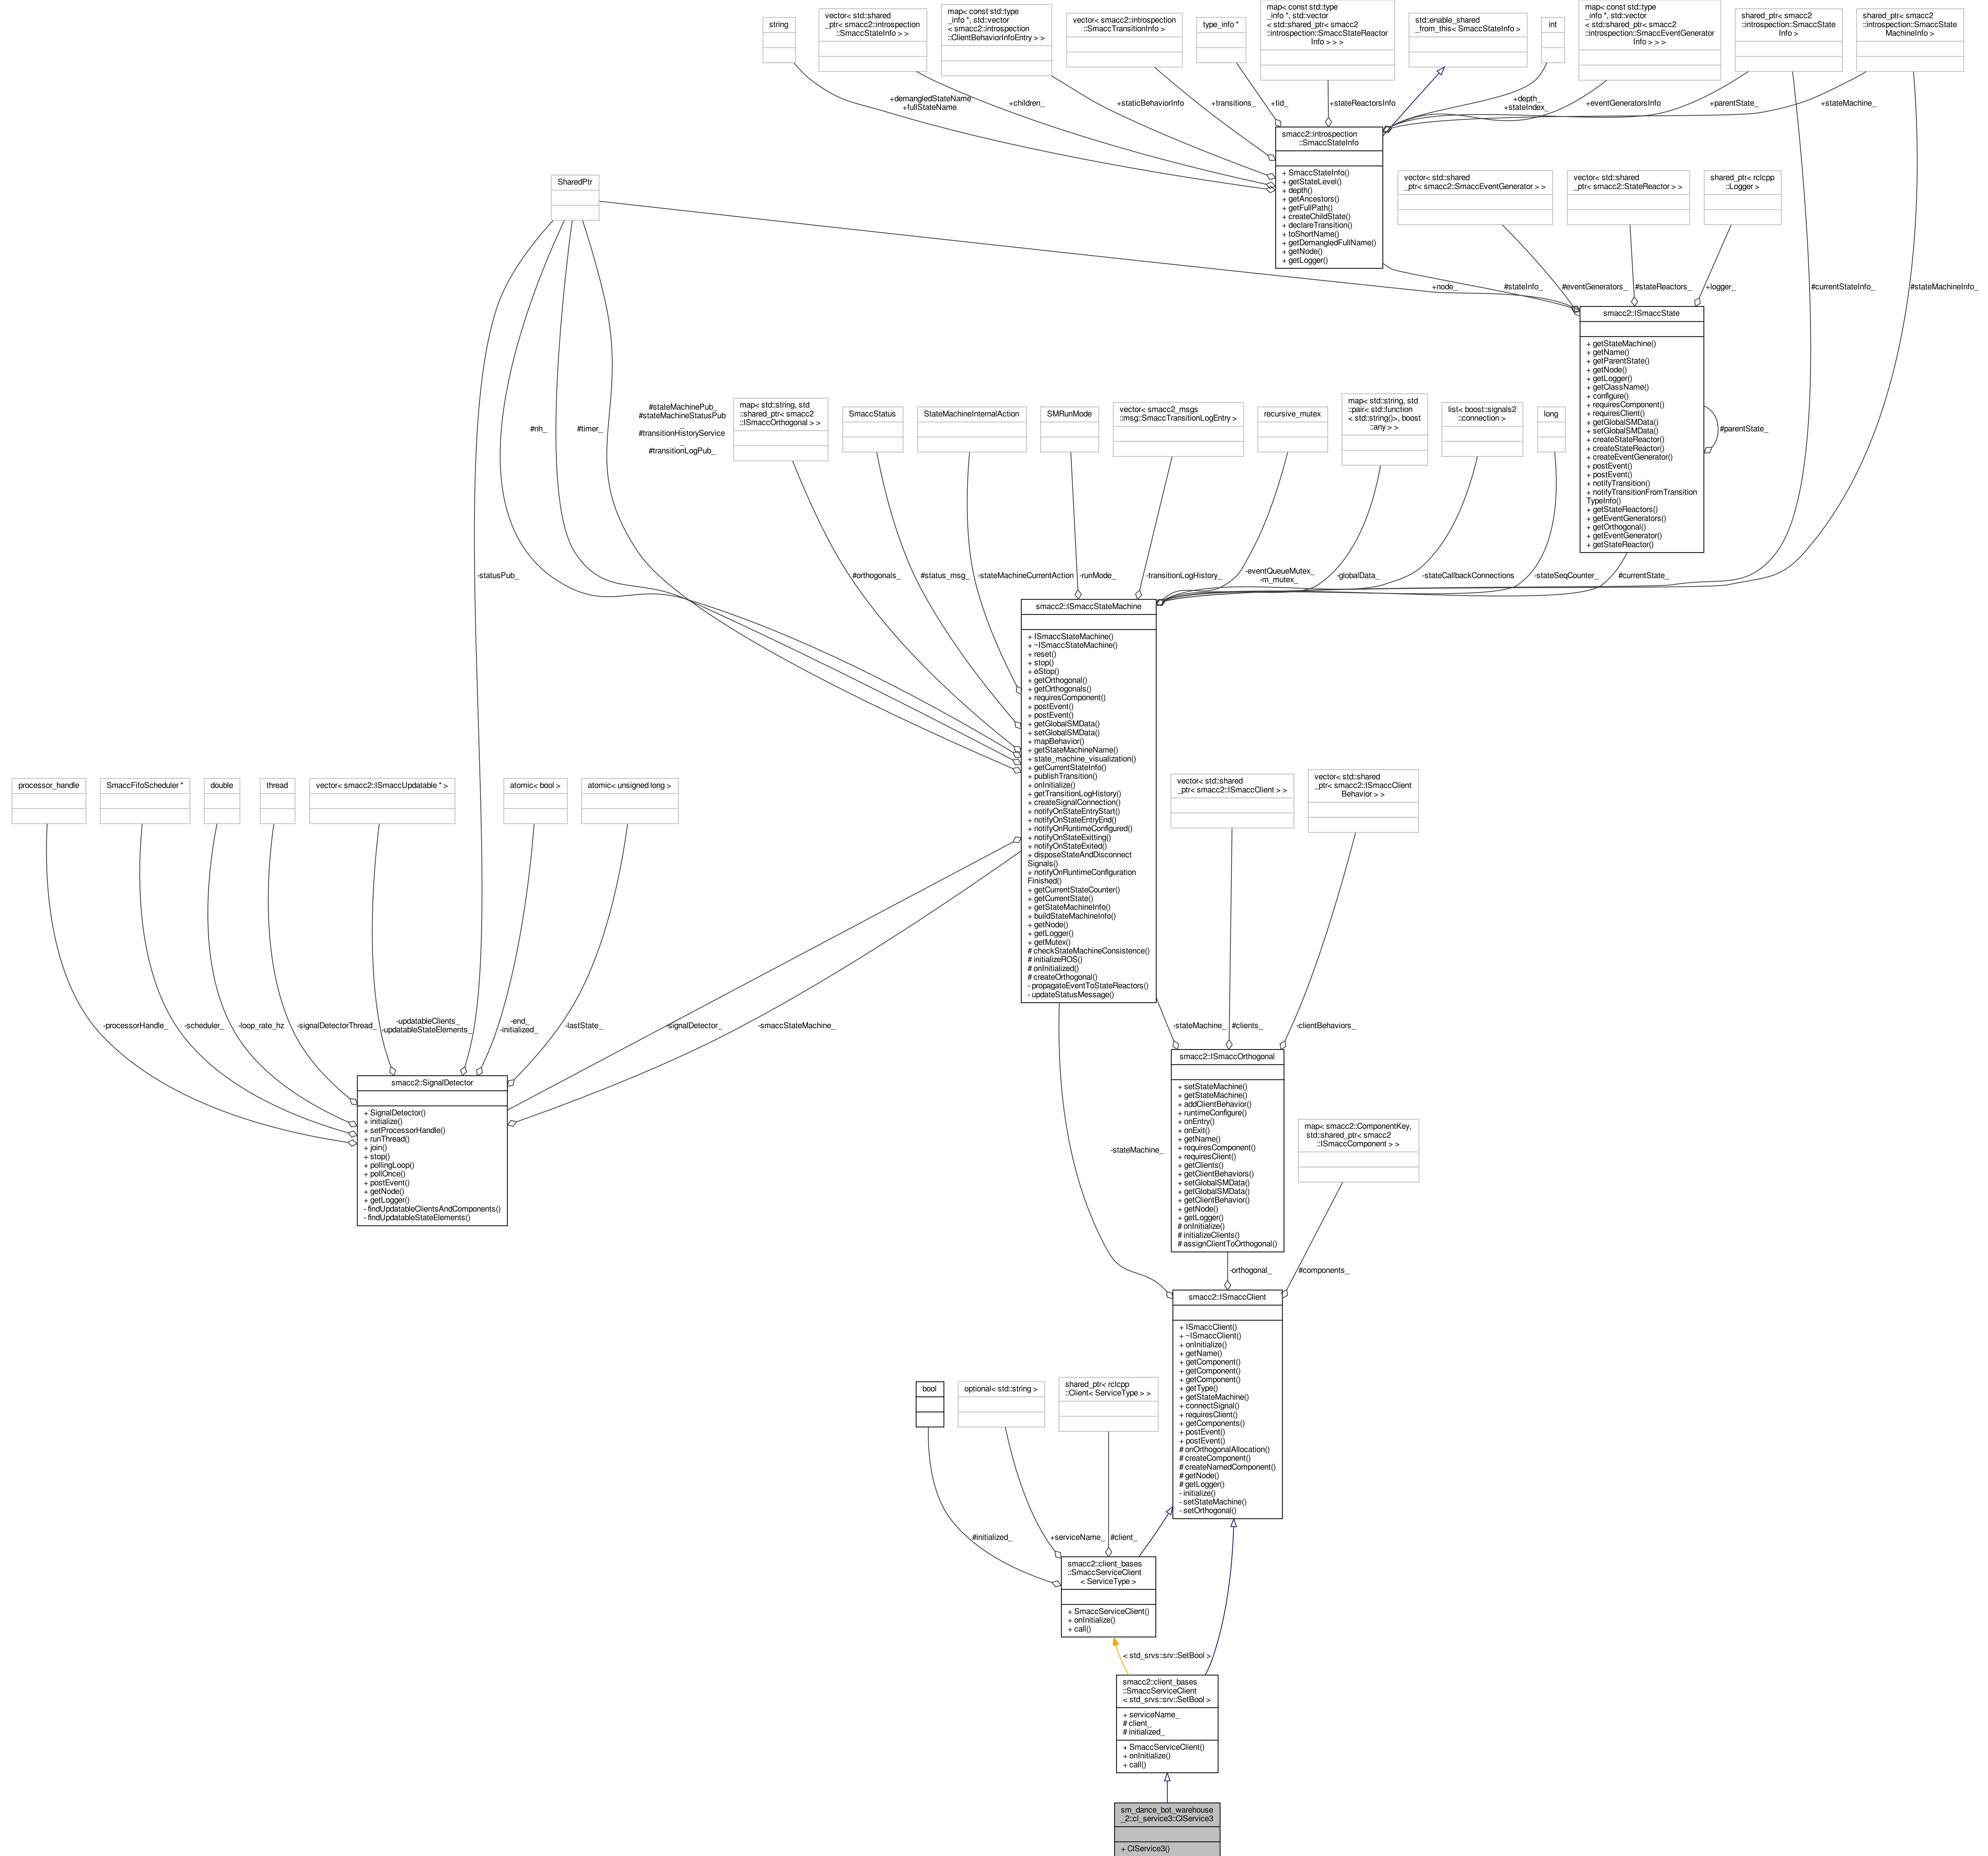 string
vector< std::shared
_ptr< smacc2::introspection
::SmaccStateInfo > >
map< const std::type
_info *, std::vector
< smacc2::introspection
::ClientBehaviorInfoEntry > >
vector< smacc2::introspection
::SmaccTransitionInfo >
type_info *
map< const std::type
_info *, std::vector
< std::shared_ptr< smacc2
::introspection::SmaccStateReactor
Info > > >
std::enable_shared
_from_this< SmaccStateInfo >
int
map< const std::type
_info *, std::vector
< std::shared_ptr< smacc2
::introspection::SmaccEventGenerator
Info > > >
shared_ptr< smacc2
::introspection::SmaccState
Info >
shared_ptr< smacc2
::introspection::SmaccState
MachineInfo >
+demangledStateName
+fullStateName
+children_
+staticBehaviorInfo
+transitions_
+tid_
+stateReactorsInfo
+depth_
+stateIndex_
+eventGeneratorsInfo
+parentState_
+stateMachine_
smacc2::introspection
::SmaccStateInfo
+ SmaccStateInfo()
+ getStateLevel()
+ depth()
+ getAncestors()
+ getFullPath()
+ createChildState()
+ declareTransition()
+ toShortName()
+ getDemangledFullName()
+ getNode()
+ getLogger()
SharedPtr
vector< std::shared
_ptr< smacc2::SmaccEventGenerator > >
vector< std::shared
_ptr< smacc2::StateReactor > >
shared_ptr< rclcpp
::Logger >
+node_
#stateInfo_
#eventGenerators_
#stateReactors_
+logger_
#currentStateInfo_
#stateMachineInfo_
smacc2::ISmaccState
+ getStateMachine()
+ getName()
+ getParentState()
+ getNode()
+ getLogger()
+ getClassName()
+ configure()
+ requiresComponent()
+ requiresClient()
+ getGlobalSMData()
+ setGlobalSMData()
+ createStateReactor()
+ createStateReactor()
+ createEventGenerator()
+ postEvent()
+ postEvent()
+ notifyTransition()
+ notifyTransitionFromTransition
TypeInfo()
+ getStateReactors()
+ getEventGenerators()
+ getOrthogonal()
+ getEventGenerator()
+ getStateReactor()
#parentState_
#nh_
#timer_
#stateMachinePub_
#stateMachineStatusPub
_
#transitionHistoryService
_
#transitionLogPub_
map< std::string, std
::shared_ptr< smacc2
::ISmaccOrthogonal > >
SmaccStatus
StateMachineInternalAction
SMRunMode
vector< smacc2_msgs
::msg::SmaccTransitionLogEntry >
recursive_mutex
map< std::string, std
::pair< std::function
< std::string()>, boost
::any > >
list< boost::signals2
::connection >
long
-statusPub_
#orthogonals_
#status_msg_
-stateMachineCurrentAction
-runMode_
-transitionLogHistory_
-eventQueueMutex_
-m_mutex_
-globalData_
-stateCallbackConnections
-stateSeqCounter_
#currentState_
smacc2::ISmaccStateMachine
+ ISmaccStateMachine()
+ ~ISmaccStateMachine()
+ reset()
+ stop()
+ eStop()
+ getOrthogonal()
+ getOrthogonals()
+ requiresComponent()
+ postEvent()
+ postEvent()
+ getGlobalSMData()
+ setGlobalSMData()
+ mapBehavior()
+ getStateMachineName()
+ state_machine_visualization()
+ getCurrentStateInfo()
+ publishTransition()
+ onInitialize()
+ getTransitionLogHistory()
+ createSignalConnection()
+ notifyOnStateEntryStart()
+ notifyOnStateEntryEnd()
+ notifyOnRuntimeConfigured()
+ notifyOnStateExitting()
+ notifyOnStateExited()
+ disposeStateAndDisconnect
Signals()
+ notifyOnRuntimeConfiguration
Finished()
+ getCurrentStateCounter()
+ getCurrentState()
+ getStateMachineInfo()
+ buildStateMachineInfo()
+ getNode()
+ getLogger()
+ getMutex()
# checkStateMachineConsistence()
# initializeROS()
# onInitialized()
# createOrthogonal()
- propagateEventToStateReactors()
- updateStatusMessage()
processor_handle
SmaccFifoScheduler *
double
thread
vector< smacc2::ISmaccUpdatable * >
atomic< bool >
atomic< unsigned long >
vector< std::shared
_ptr< smacc2::ISmaccClient > >
vector< std::shared
_ptr< smacc2::ISmaccClient
Behavior > >
-processorHandle_
-scheduler_
-loop_rate_hz
-signalDetectorThread_
-updatableClients_
-updatableStateElements_
-end_
-initialized_
-lastState_
-signalDetector_
-smaccStateMachine_
-stateMachine_
#clients_
-clientBehaviors_
smacc2::SignalDetector
+ SignalDetector()
+ initialize()
+ setProcessorHandle()
+ runThread()
+ join()
+ stop()
+ pollingLoop()
+ pollOnce()
+ postEvent()
+ getNode()
+ getLogger()
- findUpdatableClientsAndComponents()
- findUpdatableStateElements()
smacc2::ISmaccOrthogonal
+ setStateMachine()
+ getStateMachine()
+ addClientBehavior()
+ runtimeConfigure()
+ onEntry()
+ onExit()
+ getName()
+ requiresComponent()
+ requiresClient()
+ getClients()
+ getClientBehaviors()
+ setGlobalSMData()
+ getGlobalSMData()
+ getClientBehavior()
+ getNode()
+ getLogger()
# onInitialize()
# initializeClients()
# assignClientToOrthogonal()
map< smacc2::ComponentKey,
std::shared_ptr< smacc2
::ISmaccComponent > >
-stateMachine_
-orthogonal_
#components_
smacc2::ISmaccClient
+ ISmaccClient()
+ ~ISmaccClient()
+ onInitialize()
+ getName()
+ getComponent()
+ getComponent()
+ getComponent()
+ getType()
+ getStateMachine()
+ connectSignal()
+ requiresClient()
+ getComponents()
+ postEvent()
+ postEvent()
# onOrthogonalAllocation()
# createComponent()
# createNamedComponent()
# getNode()
# getLogger()
- initialize()
- setStateMachine()
- setOrthogonal()
bool
optional< std::string >
shared_ptr< rclcpp
::Client< ServiceType > >
#initialized_
+serviceName_
#client_
smacc2::client_bases
::SmaccServiceClient
< ServiceType >
+ SmaccServiceClient()
+ onInitialize()
+ call()
< std_srvs::srv::SetBool >
smacc2::client_bases
::SmaccServiceClient
< std_srvs::srv::SetBool >
+ serviceName_
# client_
# initialized_
+ SmaccServiceClient()
+ onInitialize()
+ call()
sm_dance_bot_warehouse
_2::cl_service3::ClService3
+ ClService3()